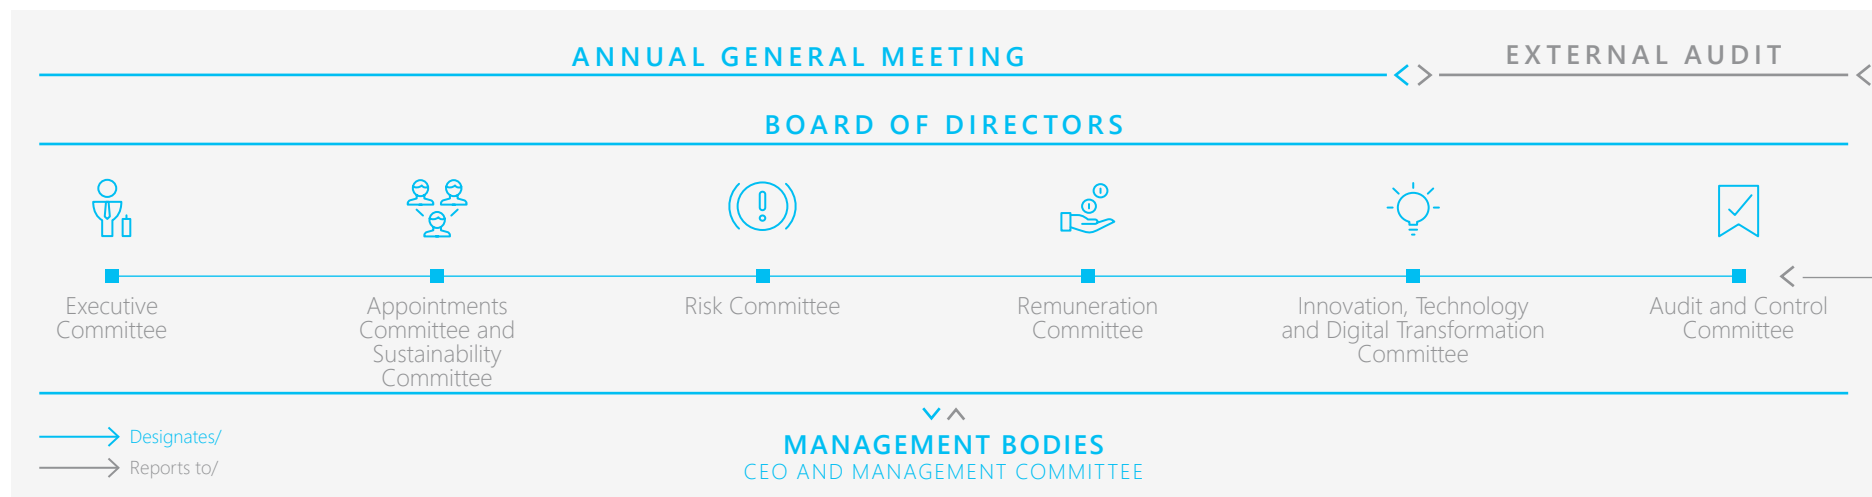 ANNUAL GENERAL MEETING
EXTERNAL AUDIT
BOARD OF DIRECTORS
Executive
Committee
Appointments
Committee and
Sustainability
Committee
Risk Committee
Remuneration
Committee
Innovation, Technology
and Digital Transformation
Committee
Audit and Control
Committee
Designates/
Reports to/
MANAGEMENT BODIES
CEO AND MANAGEMENT COMMITTEE